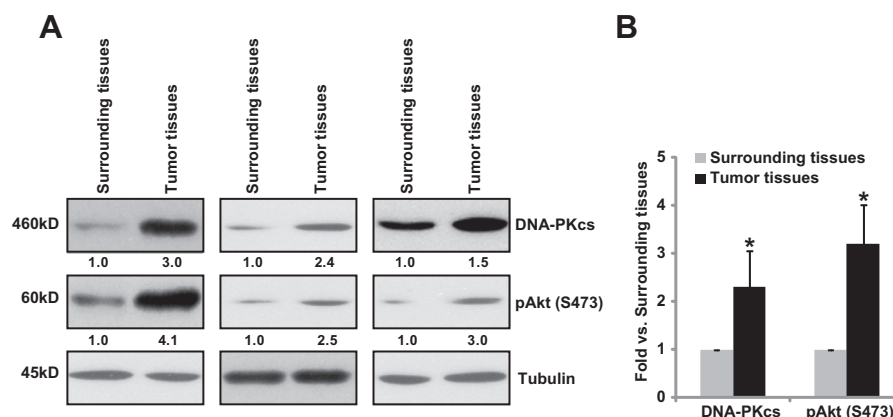 A
Surrounding tissues
Tumor tissues
Surrounding tissues
Tumor tissues
Surrounding tissues
Tumor tissues
460kD
DNA-PKcs
1.0 3.0 1.0 2.4 1.0 1.5
60kD
pAkt (S473)
1.0 4.1 1.0 2.5 1.0 3.0
45kD
Tubulin
B
Fold vs. Surrounding tissues
5
4
3
2
1
0
Surrounding tissues
Tumor tissues
*
*
DNA-PKcs
pAkt (S473)